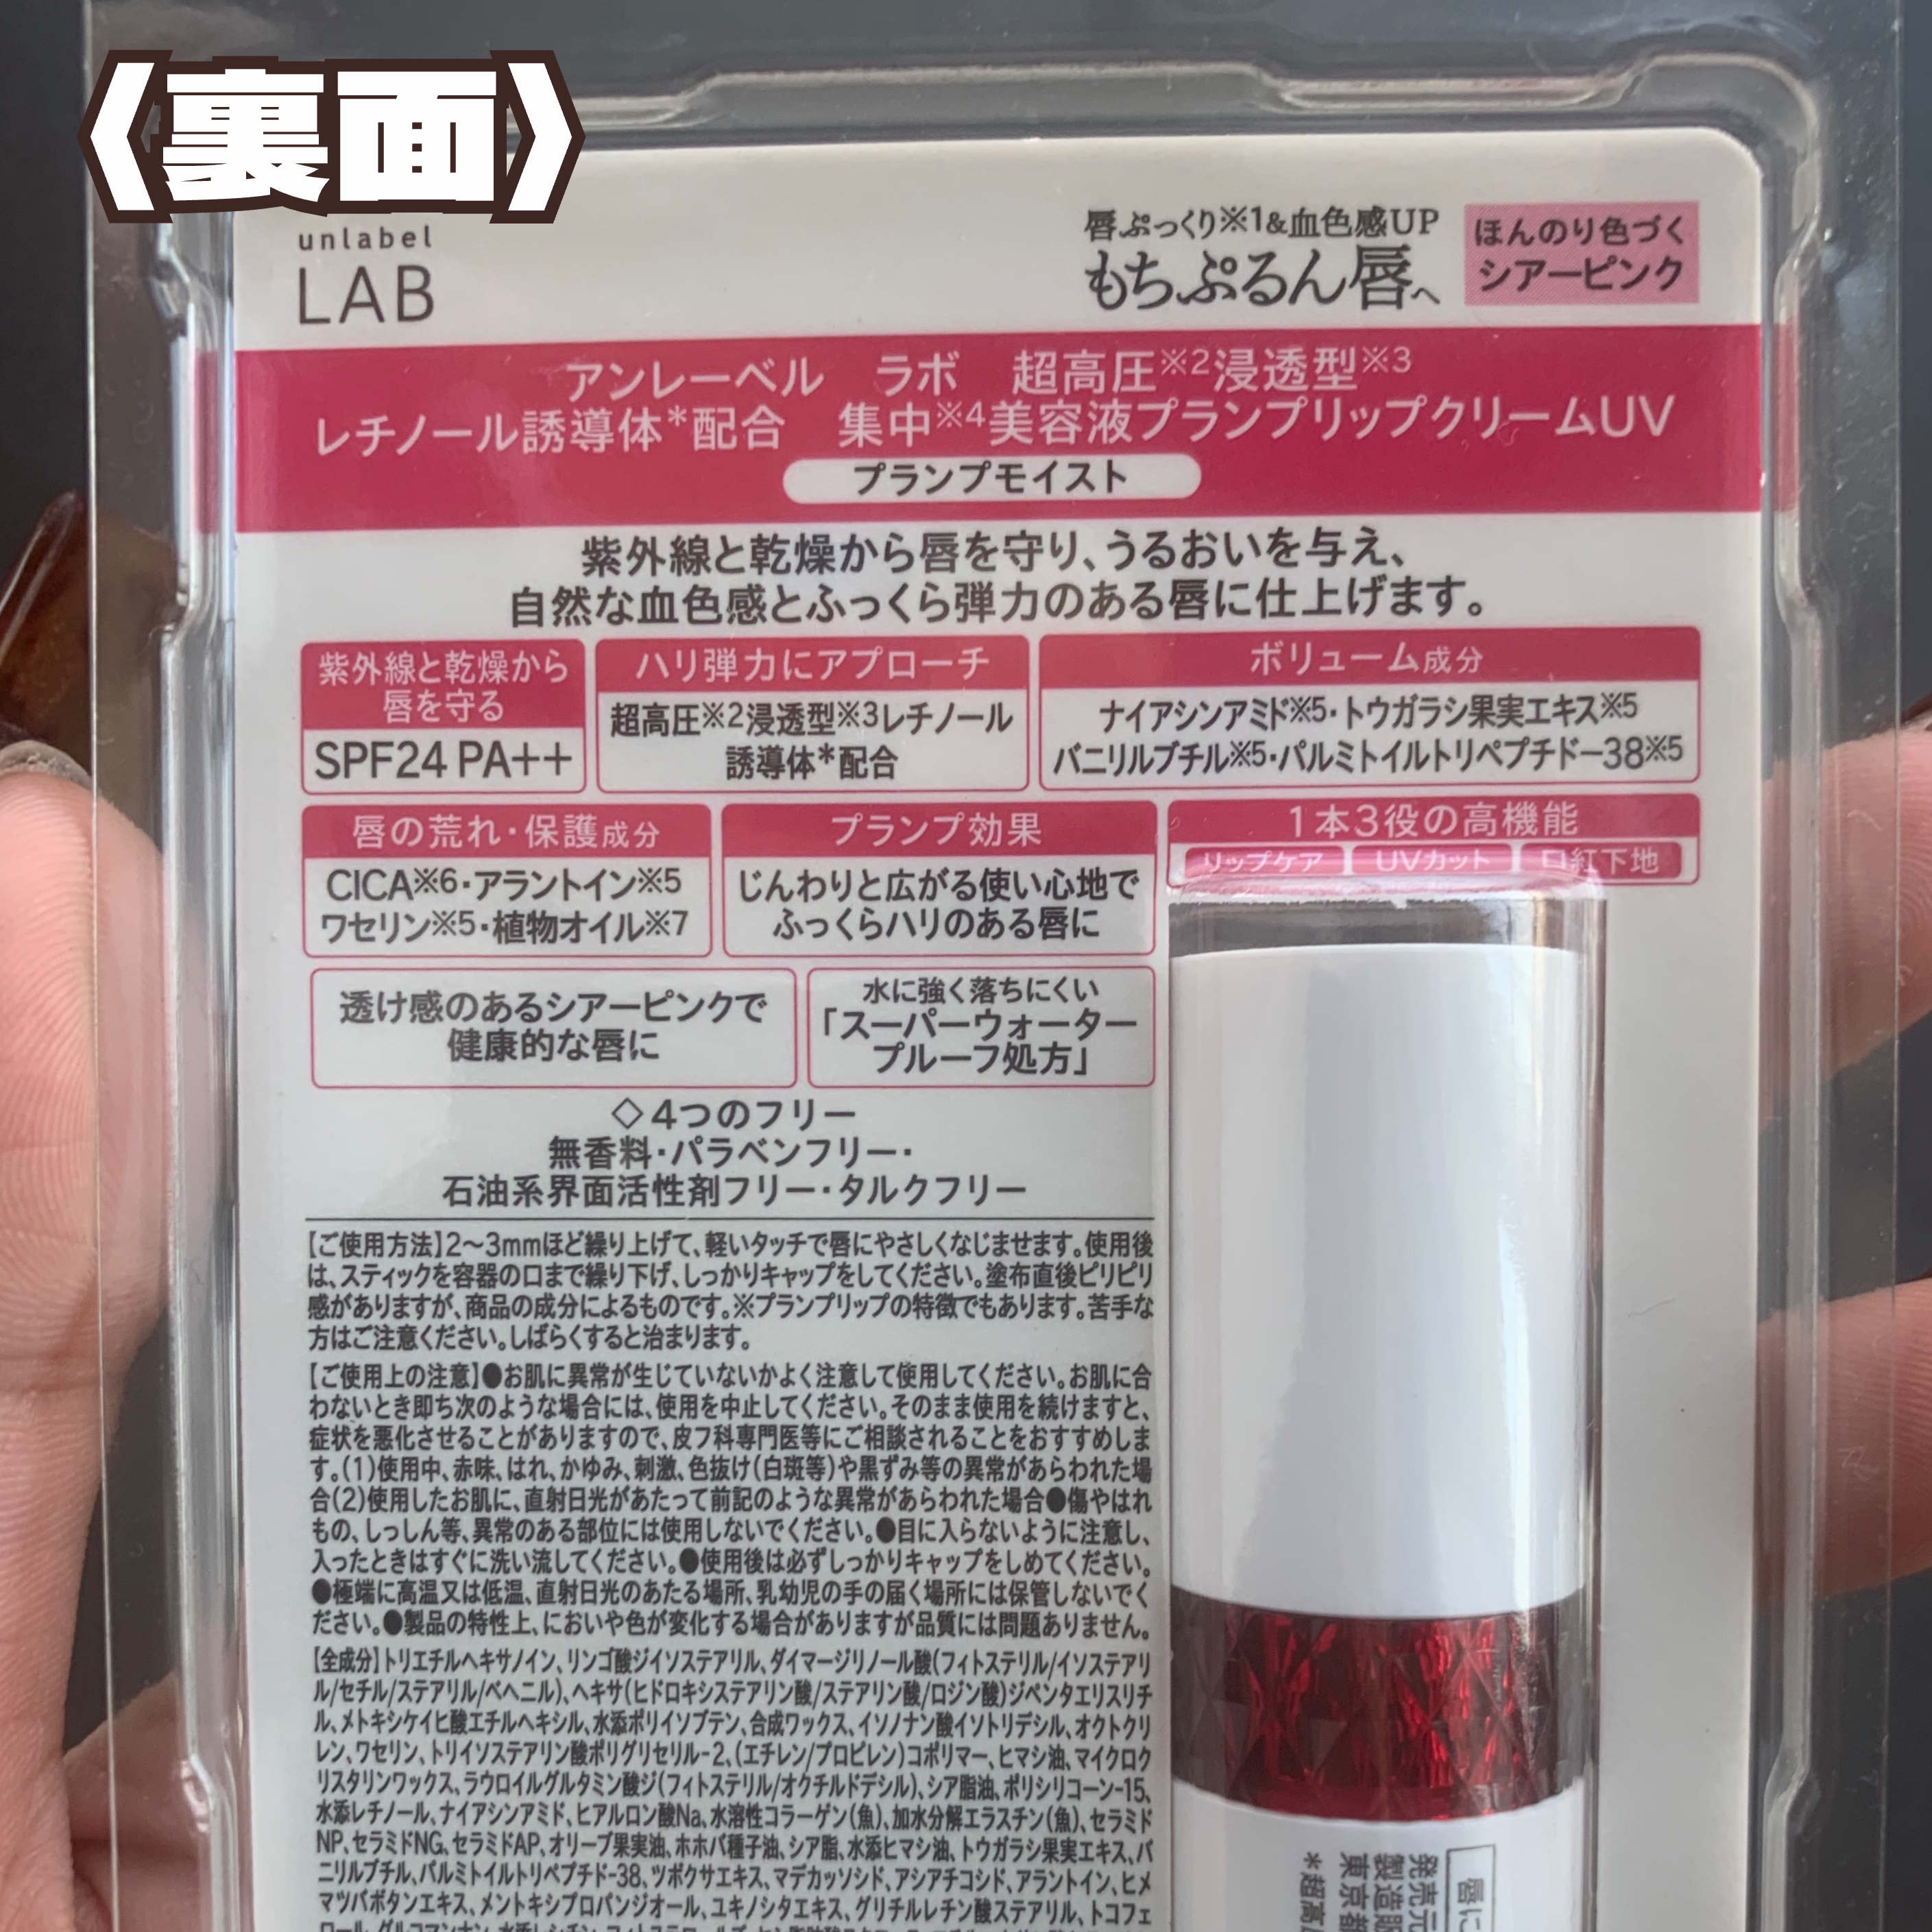 《裏面》
unlabel
LAB
唇ぷっくり※1&血色感UP
もちぷるん唇へ
ほんのり色づく
シアーピンク
アンレーベル ラボ 超高圧※2浸透型※3
レチノール誘導体*配合 集中※4美容液プランプリップクリームUV
プランプモイスト
紫外線と乾燥から唇を守り、うるおいを与え、
自然な血色感とふっくら弾力のある唇に仕上げます。
紫外線と乾燥から
唇を守る
SPF24 PA++
ハリ弾力にアプローチ
超高圧※2浸透型※3レチノール
誘導体*配合
ボリューム成分
ナイアシンアミド※5・トウガラシ果実エキス※5
バニリルブチル※5・パルミトイルトリペプチドー38※5
唇の荒れ・保護成分
CICA※6・アラントイン※5
ワセリン※5・植物オイル※7
プランプ効果
じんわりと広がる使い心地で
ふっくらハリのある唇に
1本3役の高機能
リップケア UVカット 口紅下地
透け感のあるシアーピンクで
健康的な唇に
水に強く落ちにくい
「スーパーウォーター
プルーフ処方」
◇4つのフリー
無香料・パラベンフリー・
石油系界面活性剤フリー・タルクフリー
【ご使用方法】2〜3mmほど繰り上げて、軽いタッチで唇にやさしくなじませます。使用後
は、スティックを容器の口まで繰り下げ、しっかりキャップをしてください。塗布直後ピリピリ
感がありますが、商品の成分によるものです。※プランプリップの特徴でもあります。苦手な
方はご注意ください。しばらくすると治まります。
【ご使用上の注意】●お肌に異常が生じていないかよく注意して使用してください。お肌に合
わないとき即ち次のような場合には、使用を中止してください。そのまま使用を続けますと、
症状を悪化させることがありますので、皮フ科専門医等にご相談されることをおすすめしま
す。(1)使用中、赤味、はれ、かゆみ、刺激、色抜け(白斑等)や黒ずみ等の異常があらわれた場
合(2)使用したお肌に、直射日光があたって前記のような異常があらわれた場合●傷やはれ
もの、しっしん等、異常のある部位には使用しないでください。●目に入らないように注意し、
入ったときはすぐに洗い流してください。●使用後は必ずしっかりキャップをしめてください。
●極端に高温又は低温、直射日光のあたる場所、乳幼児の手の届く場所には保管しないでく
ださい。●製品の特性上、においや色が変化する場合がありますが品質には問題ありません。
【全成分】トリエチルヘキサノイン、リンゴ酸ジイソステアリル、ダイマージリノール酸(フィトステリル/イソステアリ
ル/セチル/ステアリル/ベヘニル)、ヘキサ(ヒドロキシステアリン酸/ステアリン酸/ロジン酸)ジペンタエリスリチ
ル、メトキシケイヒ酸エチルヘキシル、水添ポリイソブテン、合成ワックス、イソノナン酸イソトリデシル、オクトクリ
レン、ワセリン、トリイソステアリン酸ポリグリセリル-2、(エチレン/プロピレン)コポリマー、ヒマシ油、マイクロク
リスタリンワックス、ラウロイルグルタミン酸ジ(フィトステリル/オクチルドデシル)、シア脂油、ポリシリコーン-15、
水添レチノール、ナイアシンアミド、ヒアルロン酸Na、水溶性コラーゲン(魚)、加水分解エラスチン(魚)、セラミド
NP、セラミドNG、セラミドAP、オリーブ果実油、ホホバ種子油、シア脂、水添ヒマシ油、トウガラシ果実エキス、バ
ニリルブチル、パルミトイルトリペプチド-38、ツボクサエキス、マデカッソシド、アシアチコシド、アラントイン、ヒメ
マツバボタンエキス、メントキシプロパンジオール、ユキノシタエキス、グリチルレチン酸ステアリル、トコフェ
唇に
発売元
製造販
東京都
*超高